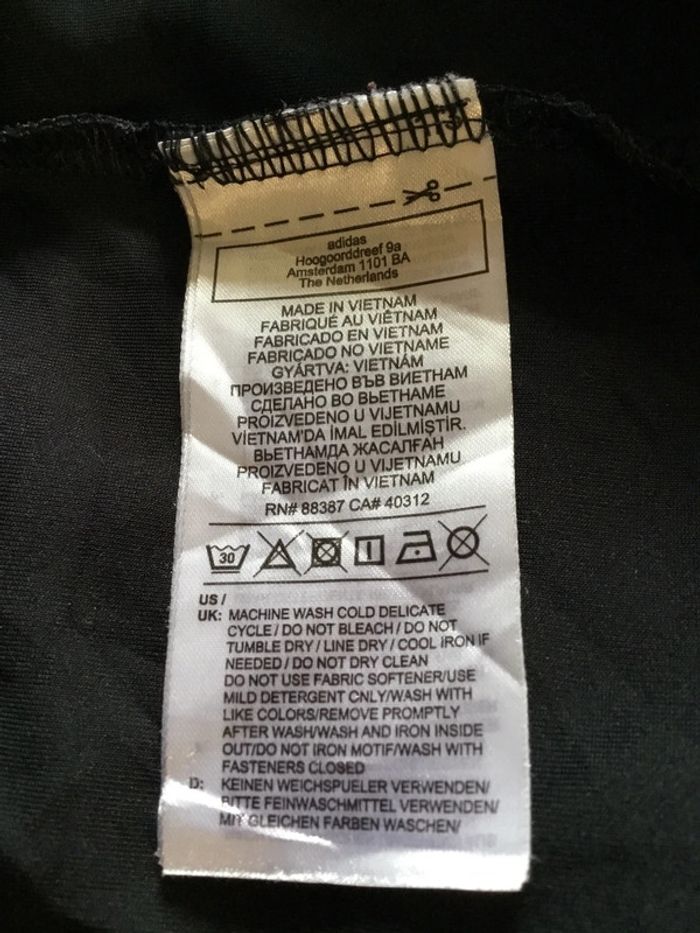 adidas
Hoogoorddreef 9a
Amsterdam 1101 BA
The Netherlands
MADE IN VIETNAM
FABRIQUÉ AU VIÊTNAM
FABRICADO EN VIETNAM
FABRICADO NO VIETNAME
GYÁRTVA: VIETNÁM
ПРОИЗВЕДЕНО ВЪВ ВИЕТНАМ
СДЕЛАНО ВО ВЬЕТНАМЕ
PROIZVEDENO U VIJETNAMU
VİETNAM'DA İMAL EDİLMİŞTİR.
ВЬЕТНАМДА ЖАСАЛҒАН
PROIZVEDENO U VIJETNAMU
FABRICAT ÎN VIETNAM
RN# 88387 CA# 40312
30
US /
UK: MACHINE WASH COLD DELICATE
CYCLE / DO NOT BLEACH / DO NOT
TUMBLE DRY / LINE DRY / COOL IRON IF
NEEDED / DO NOT DRY CLEAN
DO NOT USE FABRIC SOFTENER/USE
MILD DETERGENT ONLY/WASH WITH
LIKE COLORS/REMOVE PROMPTLY
AFTER WASH/WASH AND IRON INSIDE
OUT/DO NOT IRON MOTIF/WASH WITH
FASTENERS CLOSED
D: KEINEN WEICHSPUELER VERWENDEN/
BITTE FEINWASCHMITTEL VERWENDEN/
MIT GLEICHEN FARBEN WASCHEN/